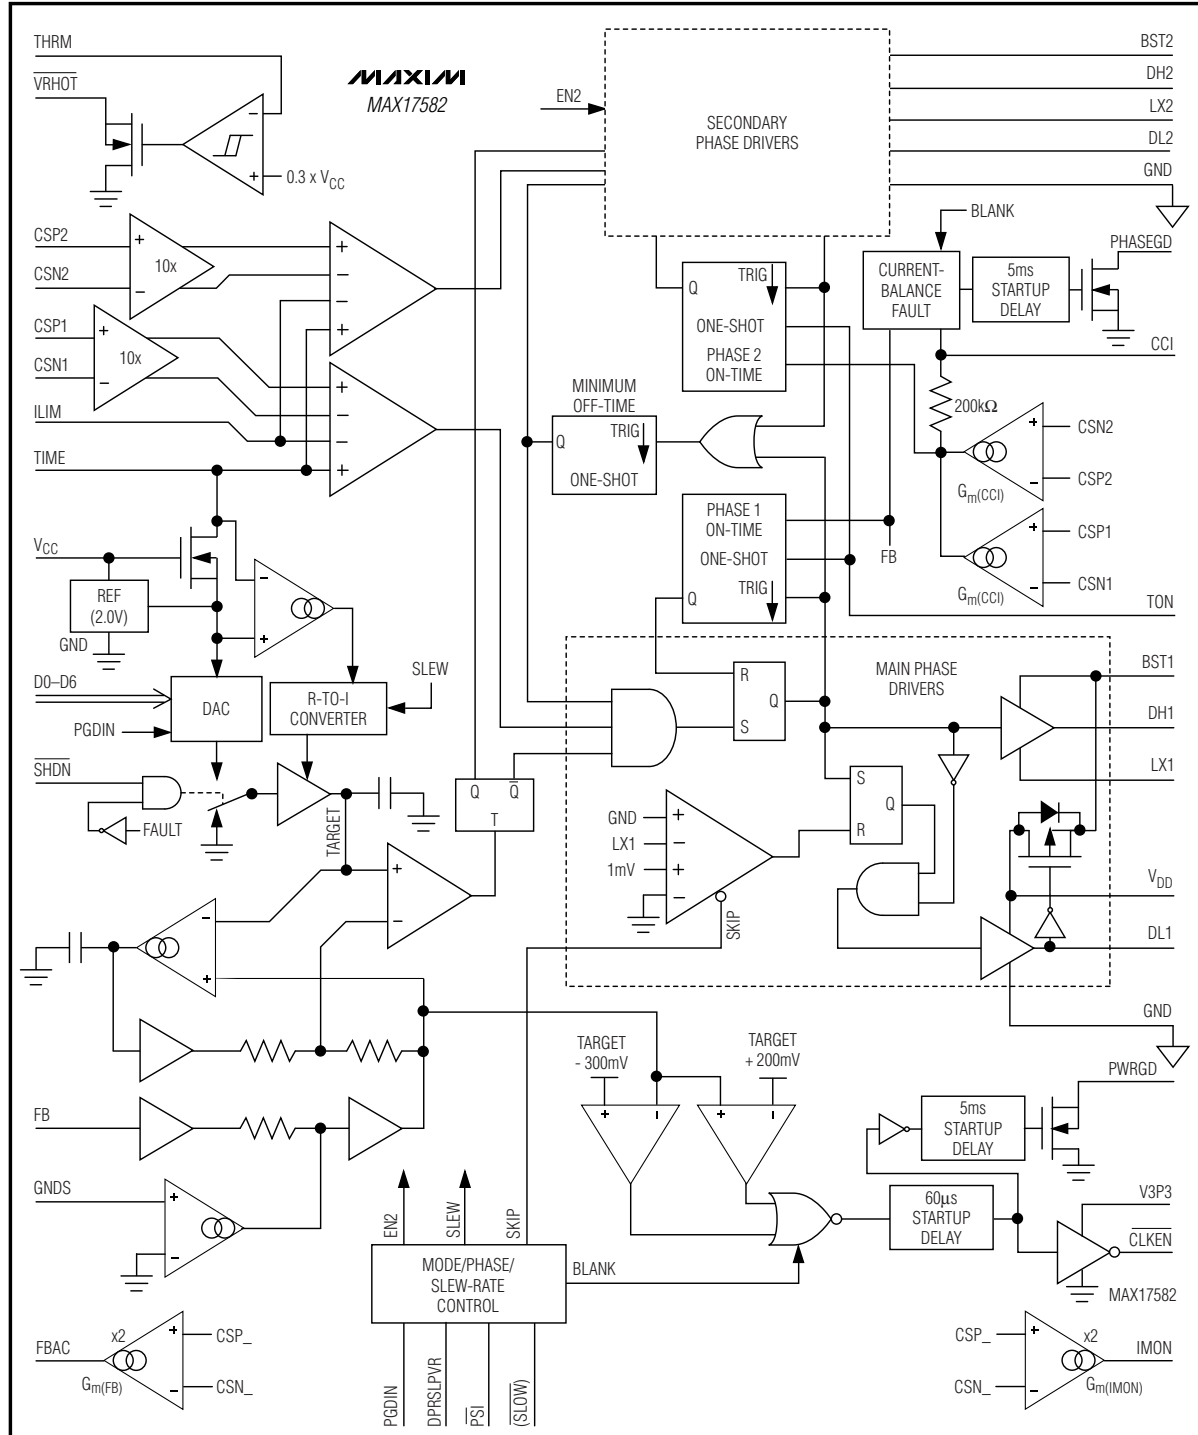 THRM
VRHOT
MAXIM
MAX17582
0.3 x VCC
EN2
SECONDARY
PHASE DRIVERS
BST2
DH2
LX2
DL2
GND
BLANK
PHASEGD
CSP2
CSN2
+
-
10x
CSP1
CSN1
+
-
10x
ILIM
TIME
+
-
-
+
+
-
-
+
Q
TRIG
ONE-SHOT
PHASE 2
ON-TIME
CURRENT-
BALANCE
FAULT
5ms
STARTUP
DELAY
CCI
MINIMUM
OFF-TIME
Q
TRIG
ONE-SHOT
200kΩ
+
CSN2
-
CSP2
Gm(CCI)
+
CSP1
-
CSN1
Gm(CCI)
PHASE 1
ON-TIME
ONE-SHOT
TRIG
Q
FB
TON
VCC
REF
(2.0V)
GND
-
+
D0–D6
PGDIN
DAC
R-TO-I
CONVERTER
SLEW
SHDN
FAULT
TARGET
Q
Q
T
MAIN PHASE
DRIVERS
R
Q
S
BST1
DH1
LX1
S
Q
R
GND
+
LX1
-
1mV
+
-
SKIP
VDD
DL1
GND
+
-
-
+
FB
GNDS
+
-
TARGET
- 300mV
TARGET
+ 200mV
+
-
+
-
PWRGD
5ms
STARTUP
DELAY
60µs
STARTUP
DELAY
V3P3
CLKEN
MAX17582
EN2
SLEW
SKIP
MODE/PHASE/
SLEW-RATE
CONTROL
BLANK
PGDIN
DPRSLPVR
PSI
(SLOW)
FBAC
x2
+
CSP_
-
CSN_
Gm(FB)
CSP_
+
x2
IMON
CSN_
-
Gm(IMON)